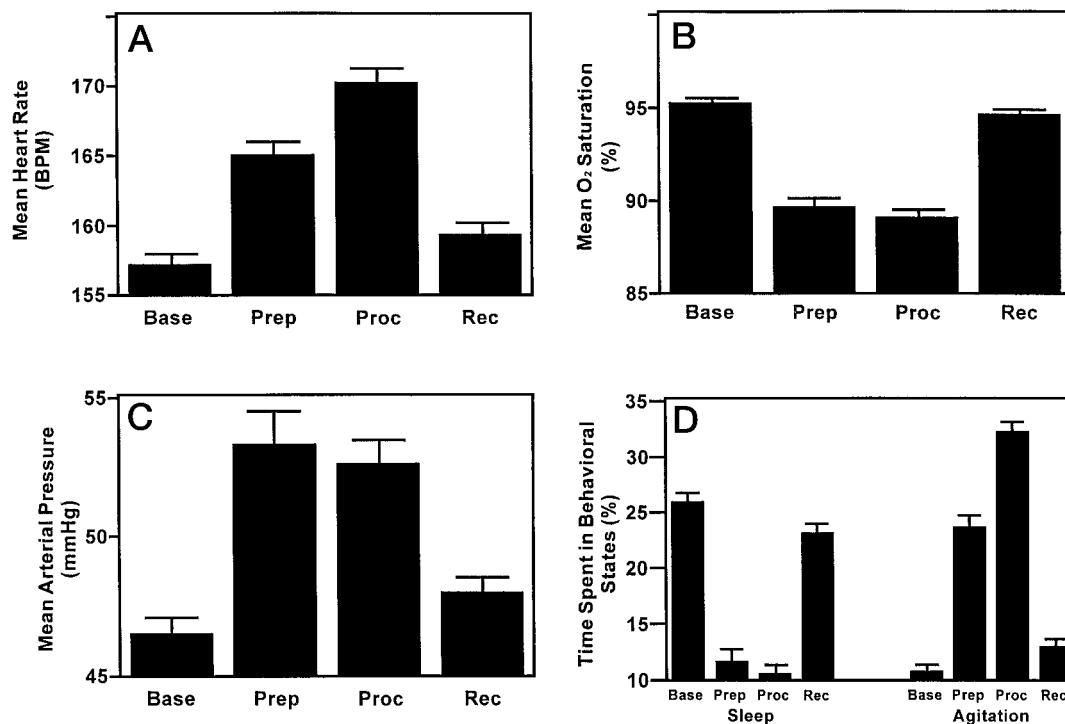 A
Mean Heart Rate
(BPM)
170
165
160
155
Base Prep Proc Rec
B
Mean O₂ Saturation
(%)
95
90
85
Base Prep Proc Rec
C
Mean Arterial Pressure
(mmHg)
55
50
45
Base Prep Proc Rec
D
Time Spent in Behavioral
States (%)
35
30
25
20
15
10
Base Prep Proc Rec Base Prep Proc Rec
Sleep Agitation